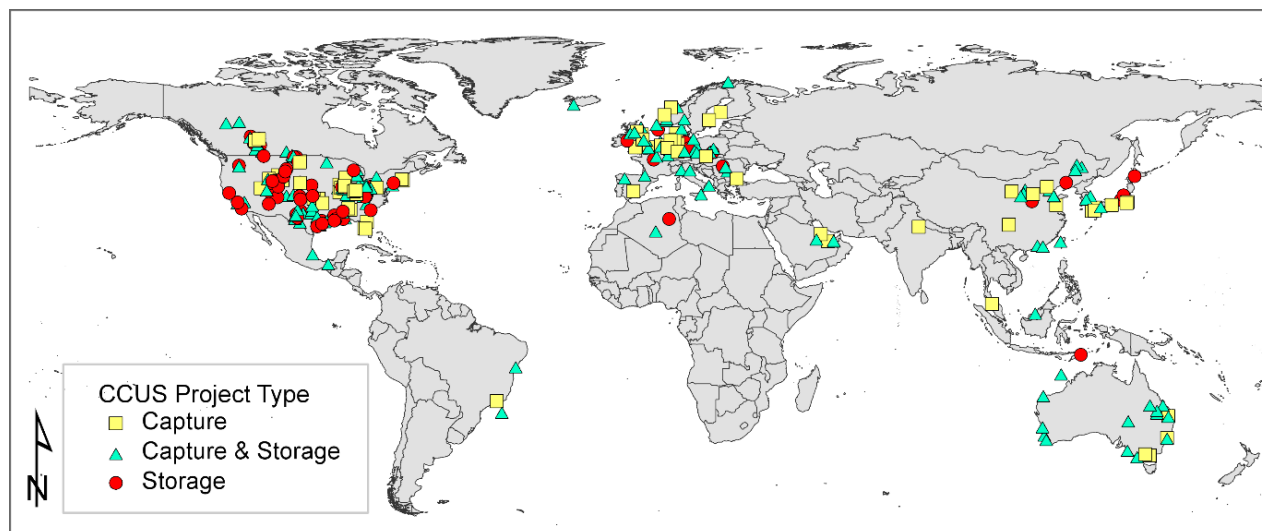 CCUS Project Type
Capture
Capture & Storage
Storage
N